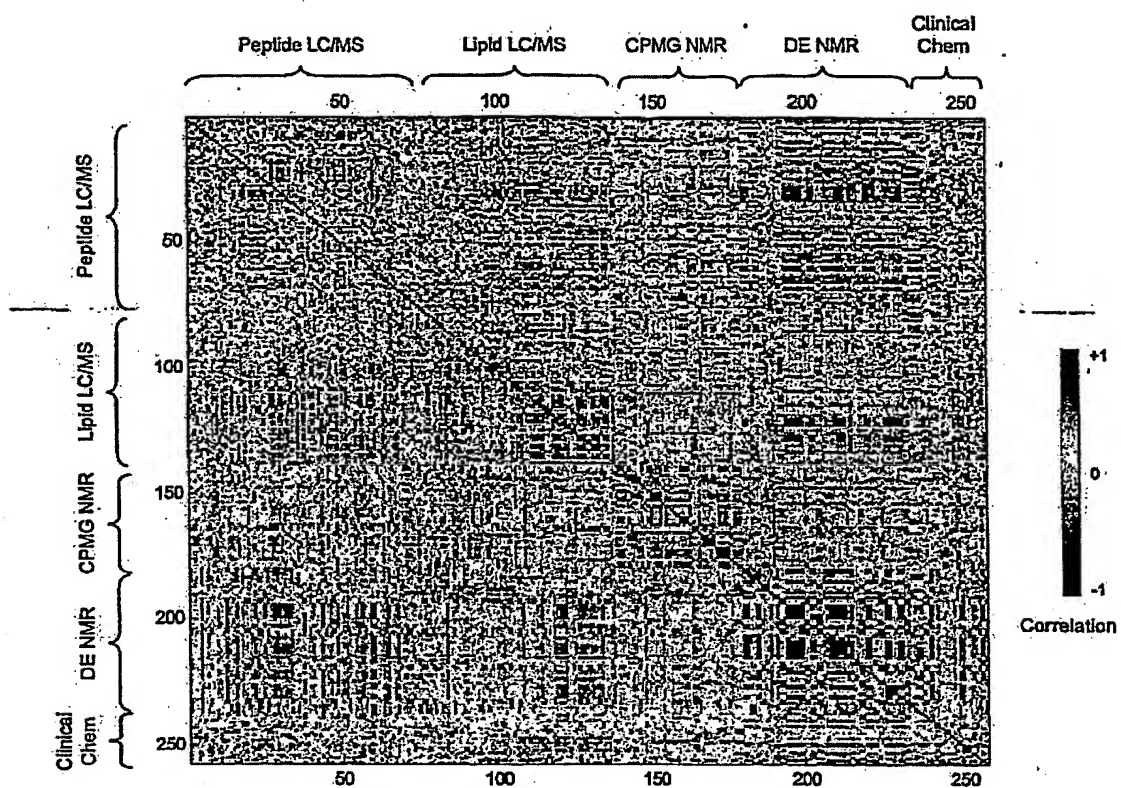 Clinical
Chem
Peptide LC/MS
Lipid LC/MS
CPMG NMR
DE NMR
50
100
150
200
250
Peptide LC/MS
Lipid LC/MS
CPMG NMR
DE NMR
Clinical
Chem
50
100
150
200
250
+1
0
-1
Correlation
50
100
150
200
250